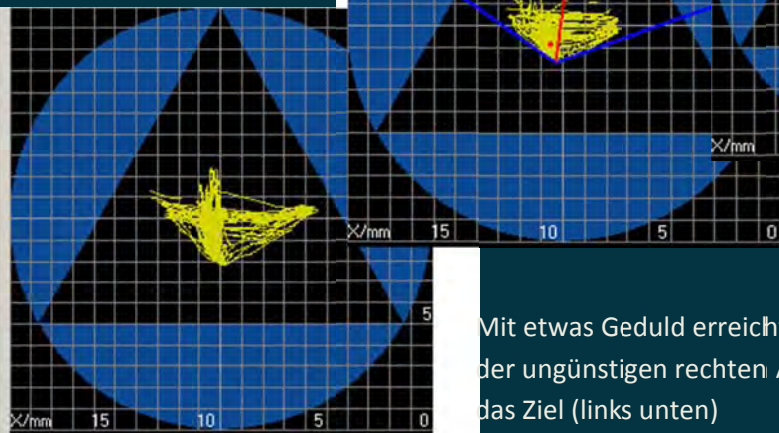 X/mm
X/mm 15 10 5 0
5
X/mm 15 10 5 0
Mit etwas Geduld erreich
der ungünstigen rechten
das Ziel (links unten)